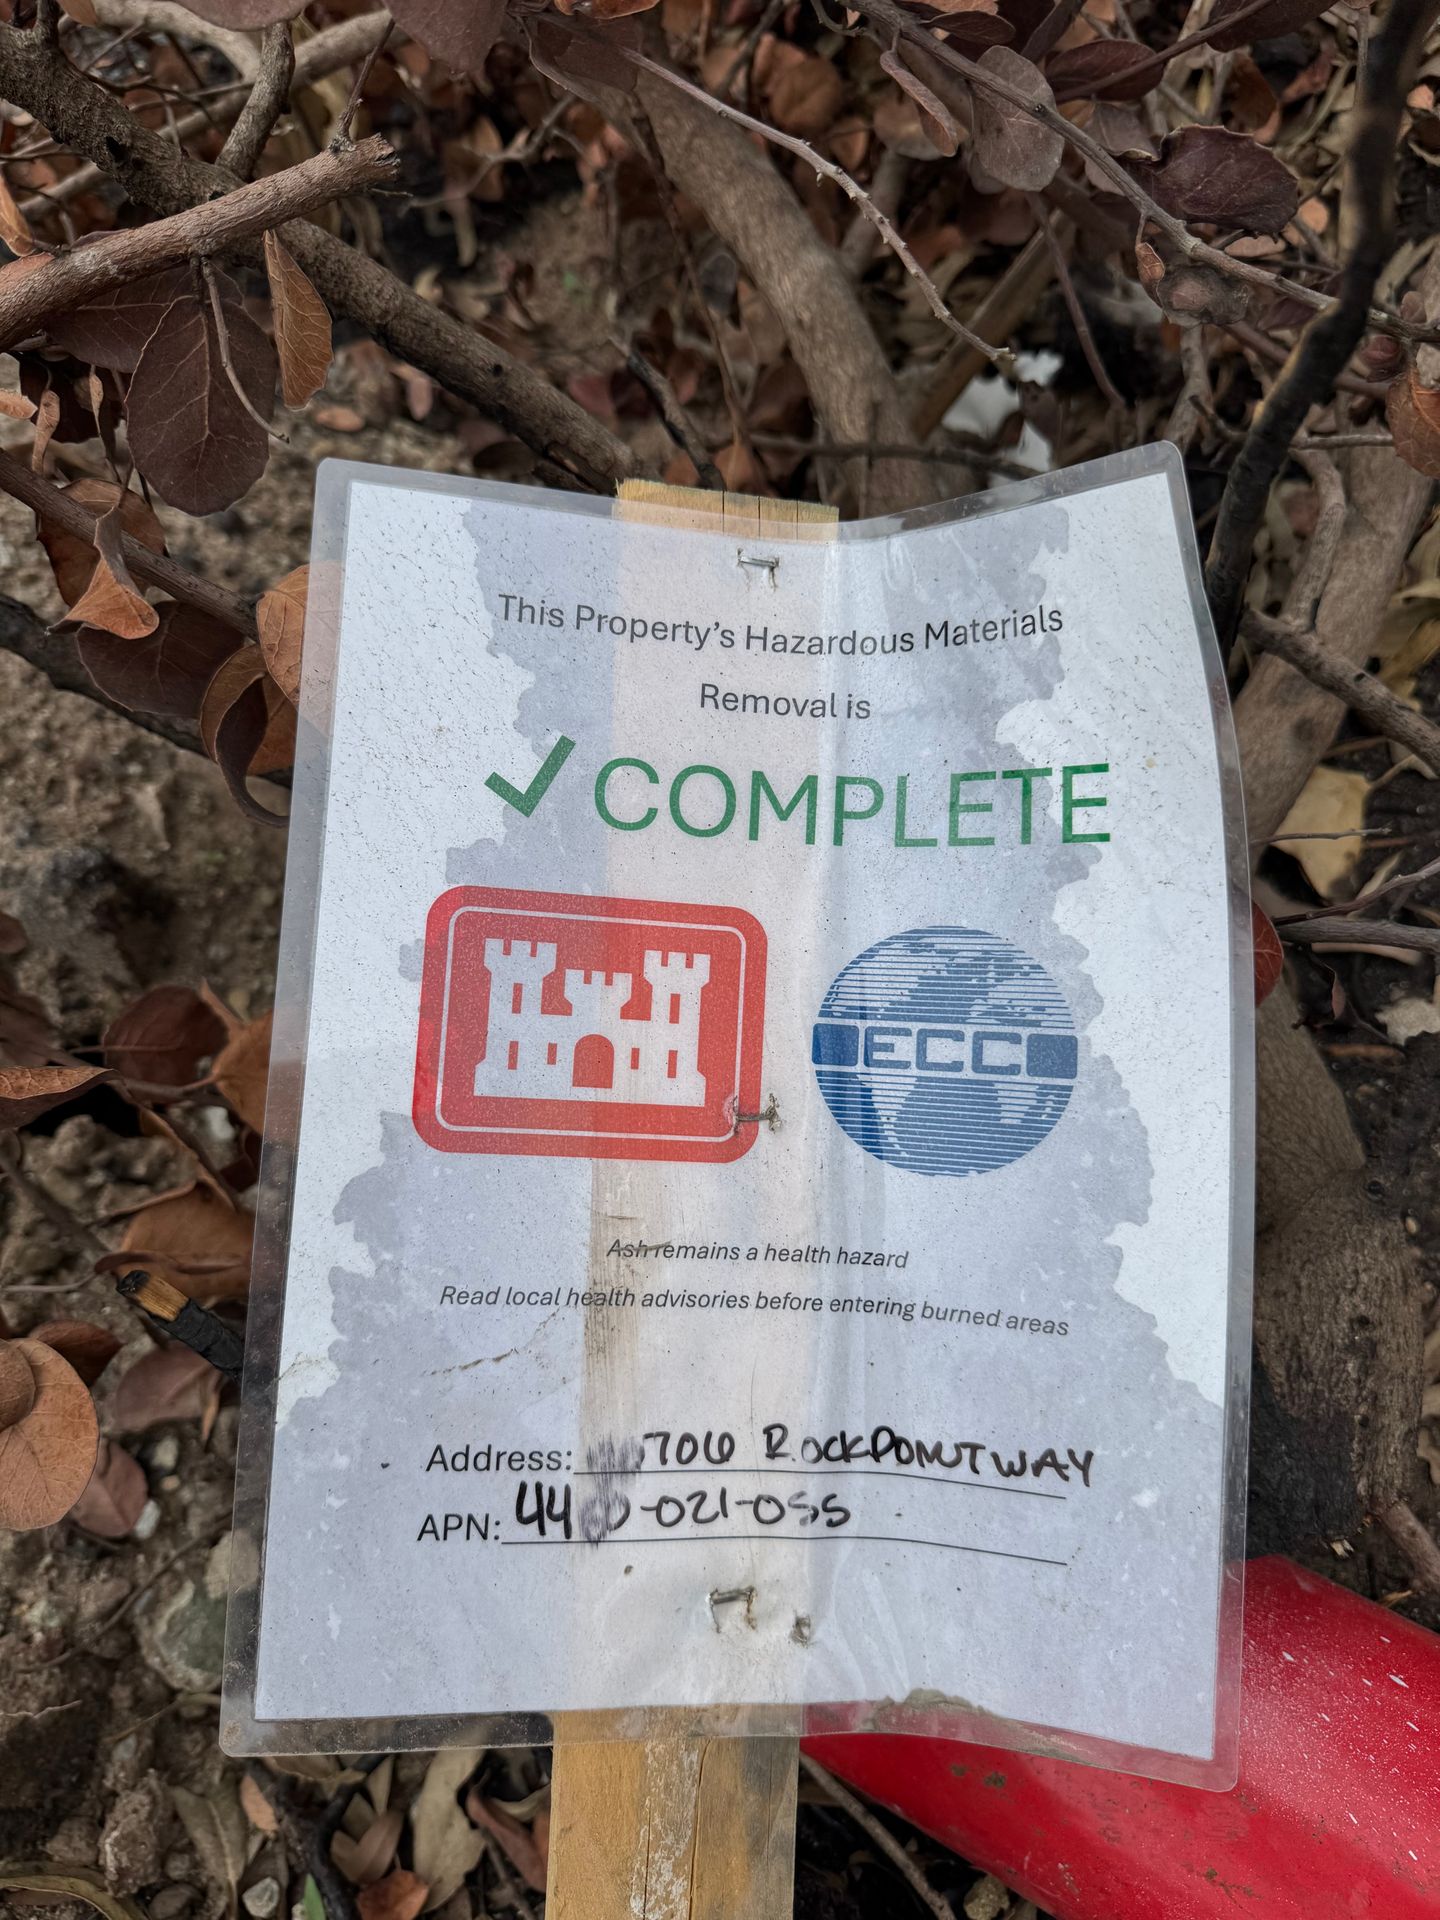 This Property's Hazardous Materials
Removal is
✓ COMPLETE
ECC
Ash remains a health hazard
Read local health advisories before entering burned areas
Address: 706 ROCKPOINT WAY
APN: -021-055